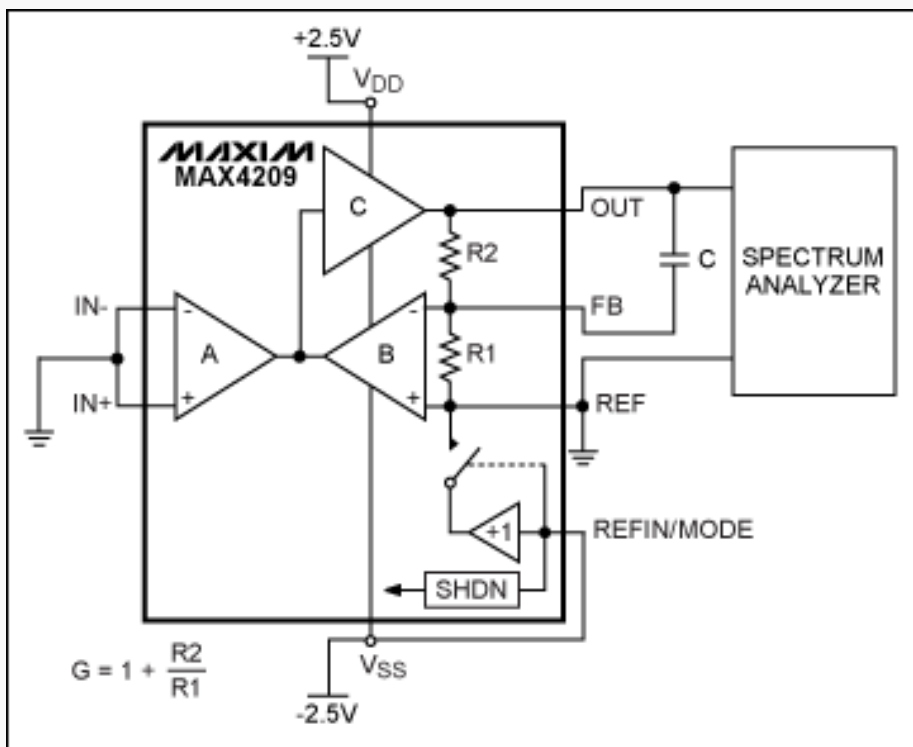 +2.5V
VDD
MAXIM
MAX4209
C
OUT
R2
C
SPECTRUM
ANALYZER
IN-
-
-
FB
A
B
R1
IN+
+
+
REF
+1
REFIN/MODE
SHDN
G = 1 + R2/R1
VSS
-2.5V